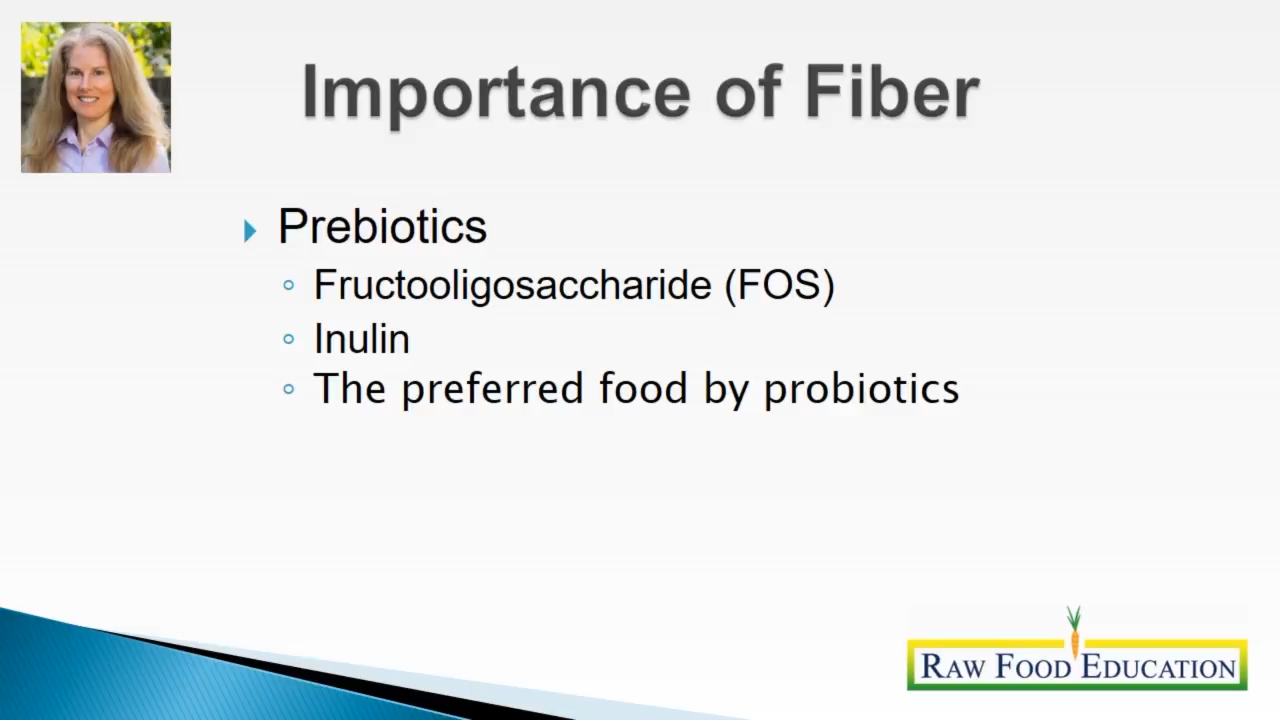 Importance of Fiber
Prebiotics
Fructooligosaccharide (FOS)
Inulin
The preferred food by probiotics
RAW FOOD EDUCATION